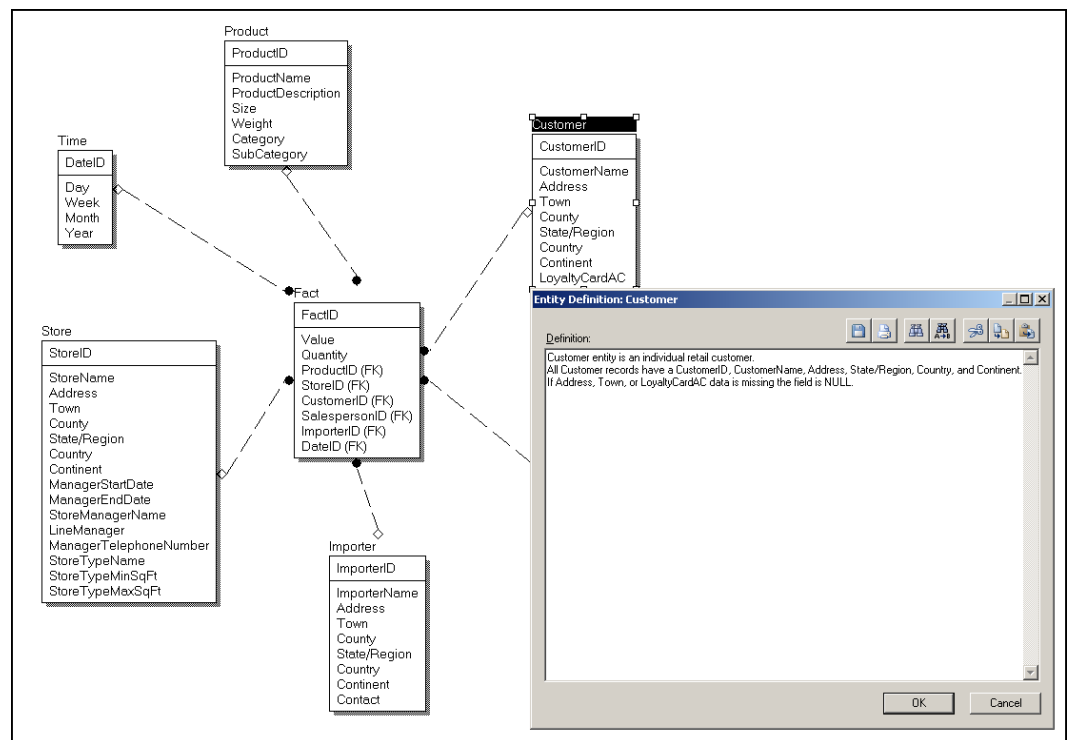 Product
ProductID
ProductName
ProductDescription
Size
Weight
Category
SubCategory
Time
DateID
Day
Week
Month
Year
Customer
CustomerID
CustomerName
Address
Town
County
State/Region
Country
Continent
LoyaltyCardAC
Fact
FactID
Value
Quantity
ProductID (FK)
StoreID (FK)
CustomerID (FK)
SalespersonID (FK)
ImporterID (FK)
DateID (FK)
Store
StoreID
StoreName
Address
Town
County
State/Region
Country
Continent
ManagerStartDate
ManagerEndDate
StoreManagerName
LineManager
ManagerTelephoneNumber
StoreTypeName
StoreTypeMinSqFt
StoreTypeMaxSqFt
Importer
ImporterID
ImporterName
Address
Town
County
State/Region
Country
Continent
Contact
Entity Definition: Customer
Definition:
Customer entity is an individual retail customer.
All Customer records have a CustomerID, CustomerName, Address, State/Region, Country, and Continent.
If Address, Town, or LoyaltyCardAC data is missing the field is NULL.
OK
Cancel